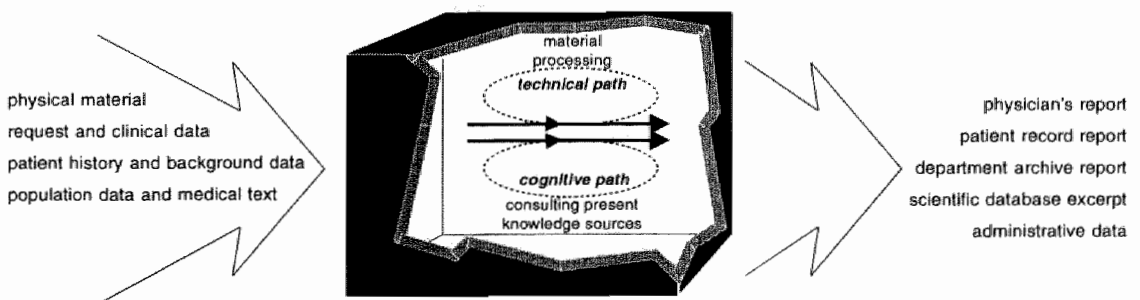 physical material
request and clinical data
patient history and background data
population data and medical text
material
processing
technical path
cognitive path
consulting present
knowledge sources
physician's report
patient record report
department archive report
scientific database excerpt
administrative data